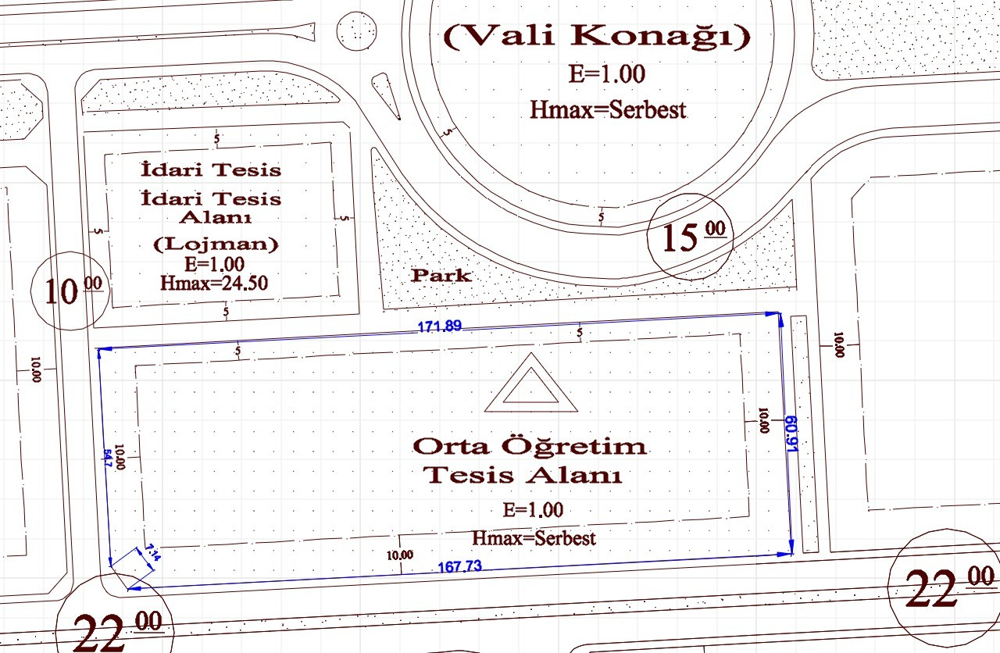 (Vali Konağı)
E=1.00
Hmax=Serbest
5
5
15 00
5
İdari Tesis
İdari Tesis
Alanı
(Lojman)
E=1.00
Hmax=24.50
5
5
5
10 00
Park
171.89
5
5
10.00
10.00
54.7
10.00
10.00
60.91
Orta Öğretim
Tesis Alanı
E=1.00
Hmax=Serbest
7.14
10.00
167.73
22 00
22 00